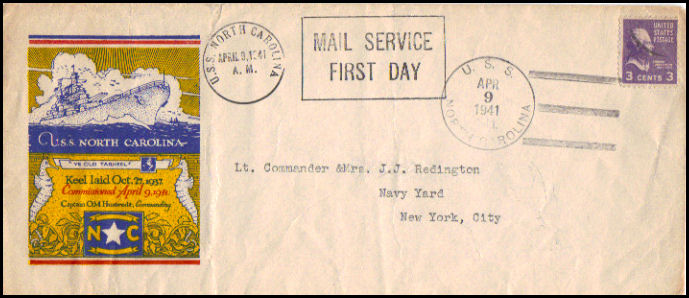 U.S.S. NORTH CAROLINA
"YE OLD TARHEEL"
Keel laid Oct. 27, 1937.
Commissioned April 9, 1941.
Captain O.M. Hustvedt, Commanding
N C
U.S.S. NORTH CAROLINA
APRIL 9, 1941
A. M.
MAIL SERVICE
FIRST DAY
U. S. S.
APR
9
1941
NORTH CAROLINA
UNITED
STATES
POSTAGE
3 CENTS 3
Lt. Commander &Mrs. J.J. Redington
Navy Yard
New York, City